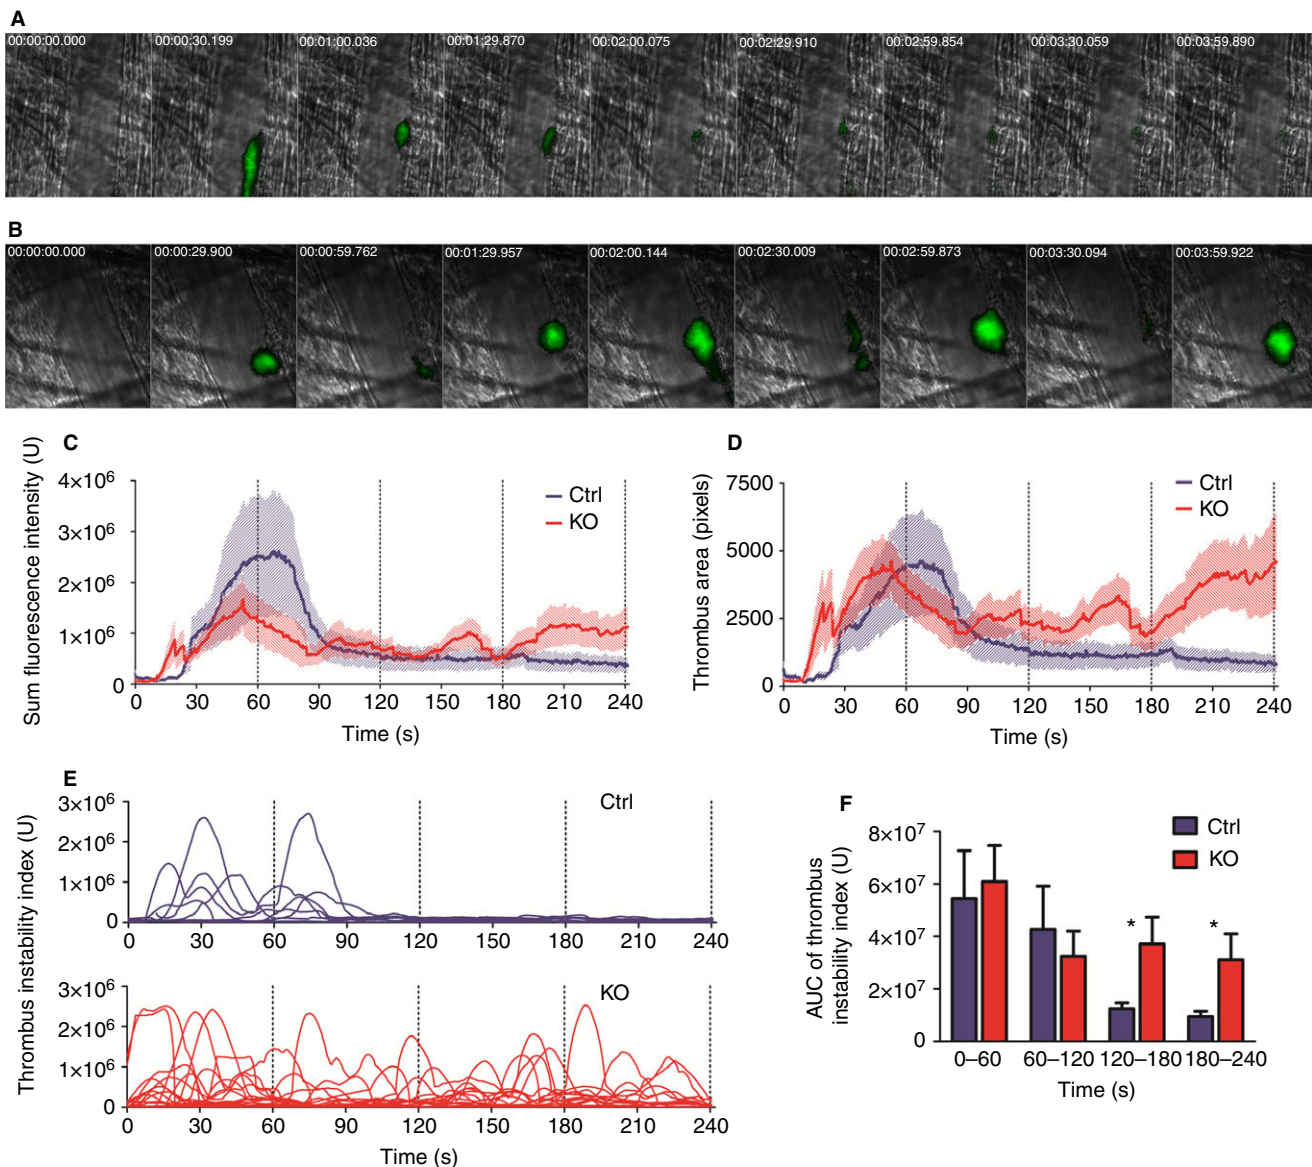 A
00:00:00.000 00:00:30.199 00:01:00.036 00:01:29.870 00:02:00.075 00:02:29.910 00:02:59.854 00:03:30.059 00:03:59.890
B
00:00:00.000 00:00:29.900 00:00:59.762 00:01:29.957 00:02:00.144 00:02:30.009 00:02:59.873 00:03:30.094 00:03:59.922
C
Sum fluorescence intensity (U)
4×10⁶
3×10⁶
2×10⁶
1×10⁶
0
Ctrl
KO
0 30 60 90 120 150 180 210 240
Time (s)
D
Thrombus area (pixels)
7500
5000
2500
0
Ctrl
KO
0 30 60 90 120 150 180 210 240
Time (s)
E
Thrombus instability index (U)
3×10⁶
2×10⁶
1×10⁶
0
Ctrl
0 30 60 90 120 150 180 210 240
3×10⁶
2×10⁶
1×10⁶
0
KO
0 30 60 90 120 150 180 210 240
Time (s)
F
AUC of thrombus
instability index (U)
8×10⁷
6×10⁷
4×10⁷
2×10⁷
0
Ctrl
KO
* *
0–60 60–120 120–180 180–240
Time (s)